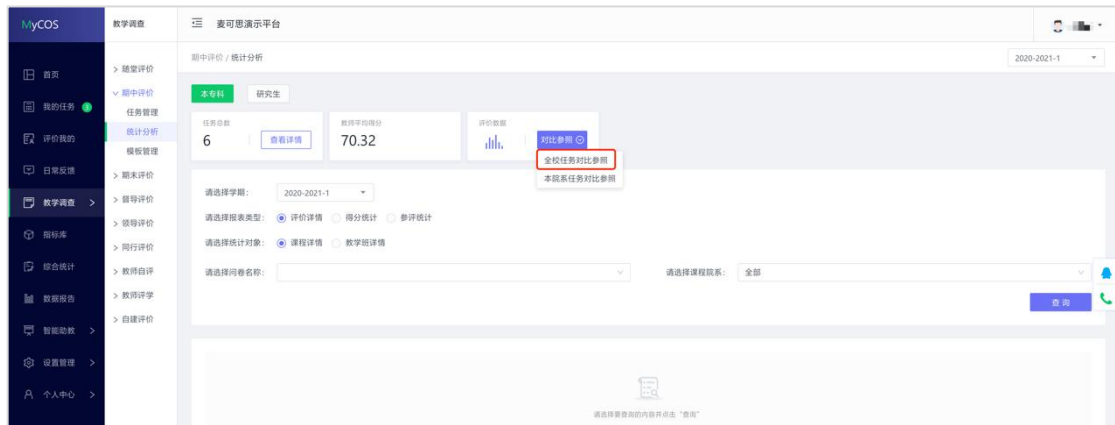 MyCOS
教学调查
麦可思演示平台
期中评价 / 统计分析
2020-2021-1
首页
我的任务 3
评价我的
日常反馈
教学调查 >
指标库
综合统计
数据报告
智能助教 >
设置管理 >
个人中心 >
> 随堂评价
期中评价
任务管理
统计分析
模板管理
> 期末评价
> 督导评价
> 领导评价
> 同行评价
> 教师自评
> 教师评学
> 自建评价
本专科
研究生
任务总数
6
查看详情
教师平均得分
70.32
评价数据
对比参照
全校任务对比参照
本院系任务对比参照
请选择学期: 2020-2021-1
请选择报表类型: 评价详情 得分统计 参评统计
请选择统计对象: 课程详情 教学班详情
请选择问卷名称:
请选择课程院系: 全部
查 询
请选择要查询的内容并点击“查询”